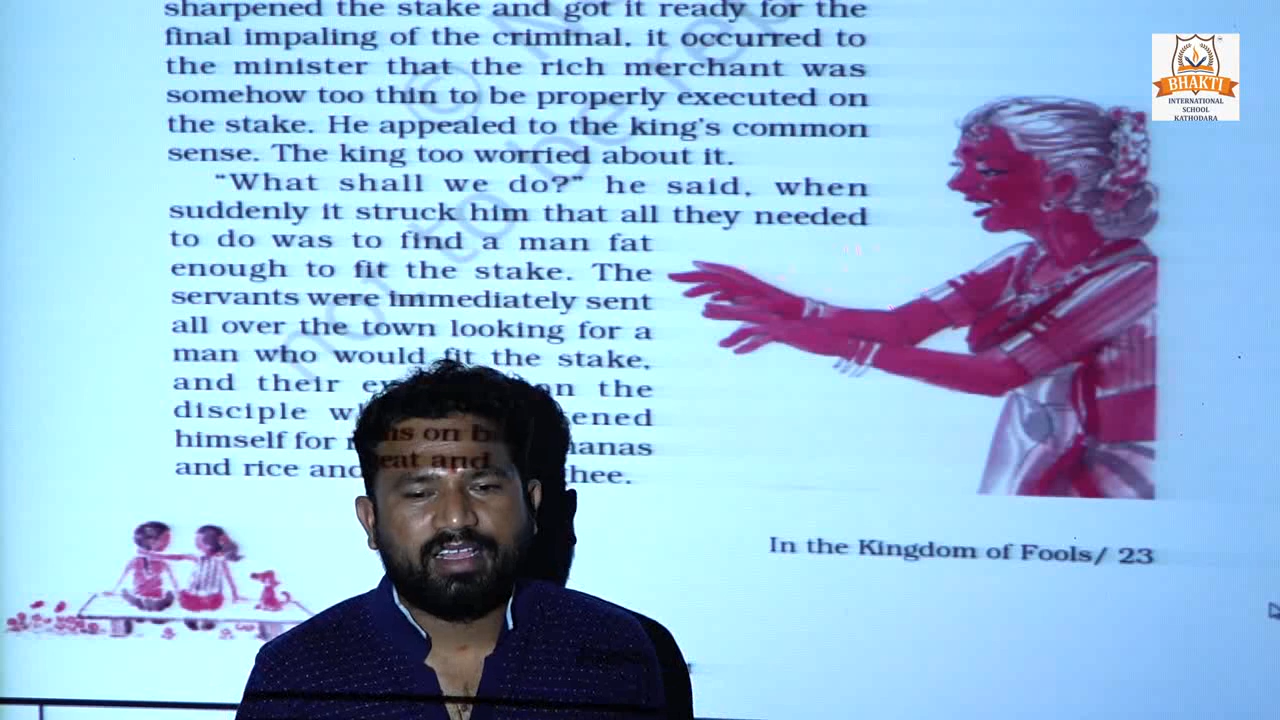 sharpened the stake and got it ready for the
final impaling of the criminal, it occurred to
the minister that the rich merchant was
somehow too thin to be properly executed on
the stake. He appealed to the king's common
sense. The king too worried about it.
"What shall we do?" he said, when
suddenly it struck him that all they needed
to do was to find a man fat
enough to fit the stake. The
servants were immediately sent
all over the town looking for a
man who would fit the stake,
and their on the
disciple
himself for
and rice and
In the Kingdom of Fools/ 23
not to be
BHAKTI
INTERNATIONAL
SCHOOL
KATHODARA